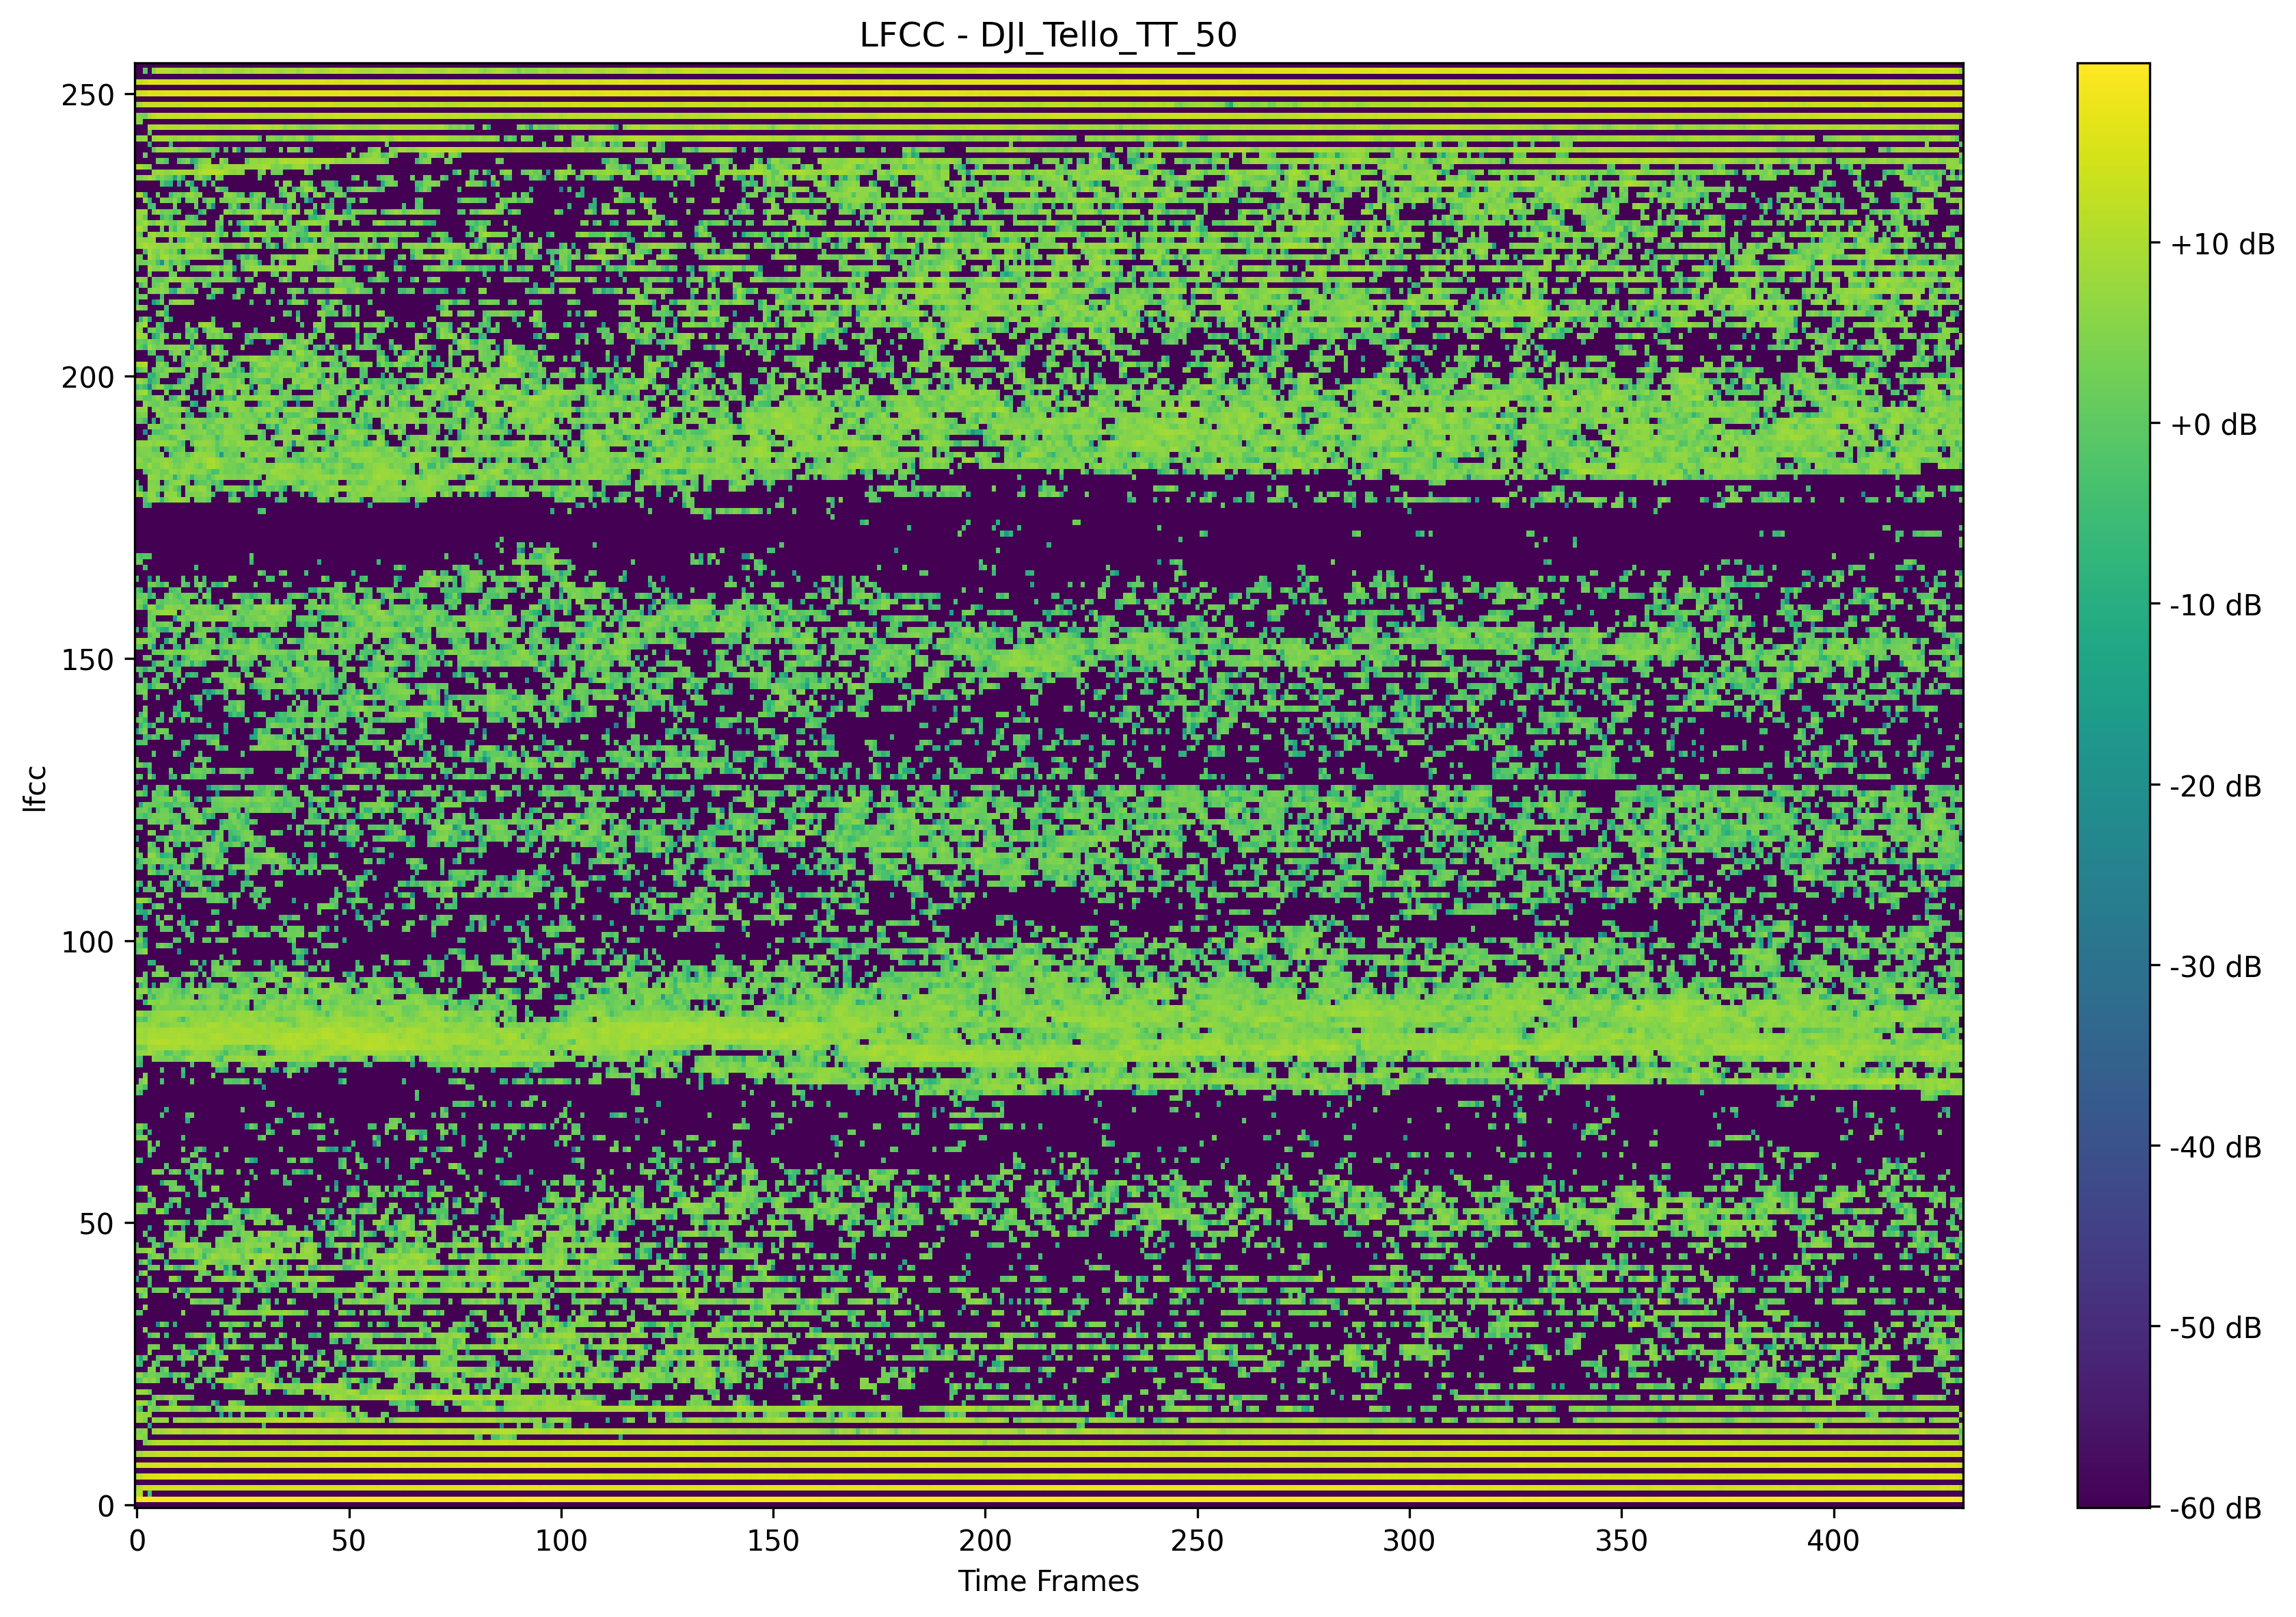 LFCC - DJI_Tello_TT_50
250
200
150
100
50
0
lfcc
0 50 100 150 200 250 300 350 400
Time Frames
+10 dB
+0 dB
-10 dB
-20 dB
-30 dB
-40 dB
-50 dB
-60 dB